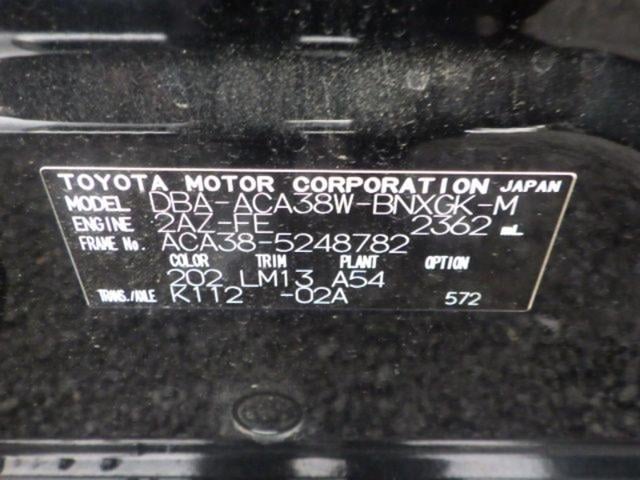 TOYOTA MOTOR CORPORATION JAPAN
MODEL DBA-ACA38W-BNXGK-M
ENGINE 2AZ-FE 2362 mL
FRAME No. ACA38-5248782
COLOR TRIM PLANT OPTION
202 LM13 A54
TRANS./AXLE K112 -02A 572